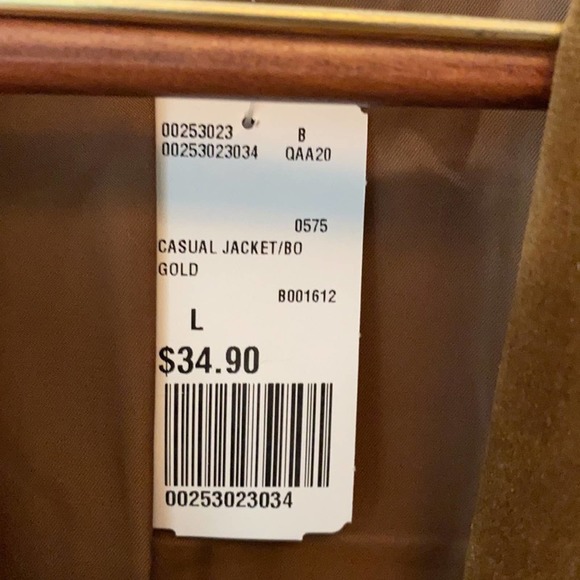 00253023 B
00253023034 QAA20
0575
CASUAL JACKET/BO
GOLD
B001612
L
$34.90
00253023034